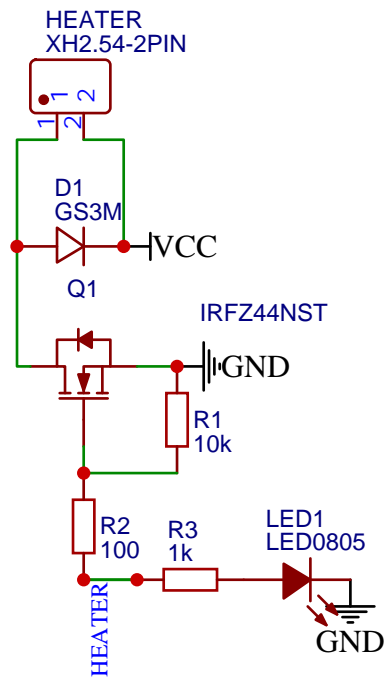 HEATER
XH2.54-2PIN
1 2
1 2
D1
GS3M
VCC
Q1
IRFZ44NST
GND
R1
10k
R2
100
R3
1k
LED1
LED0805
HEATER
GND